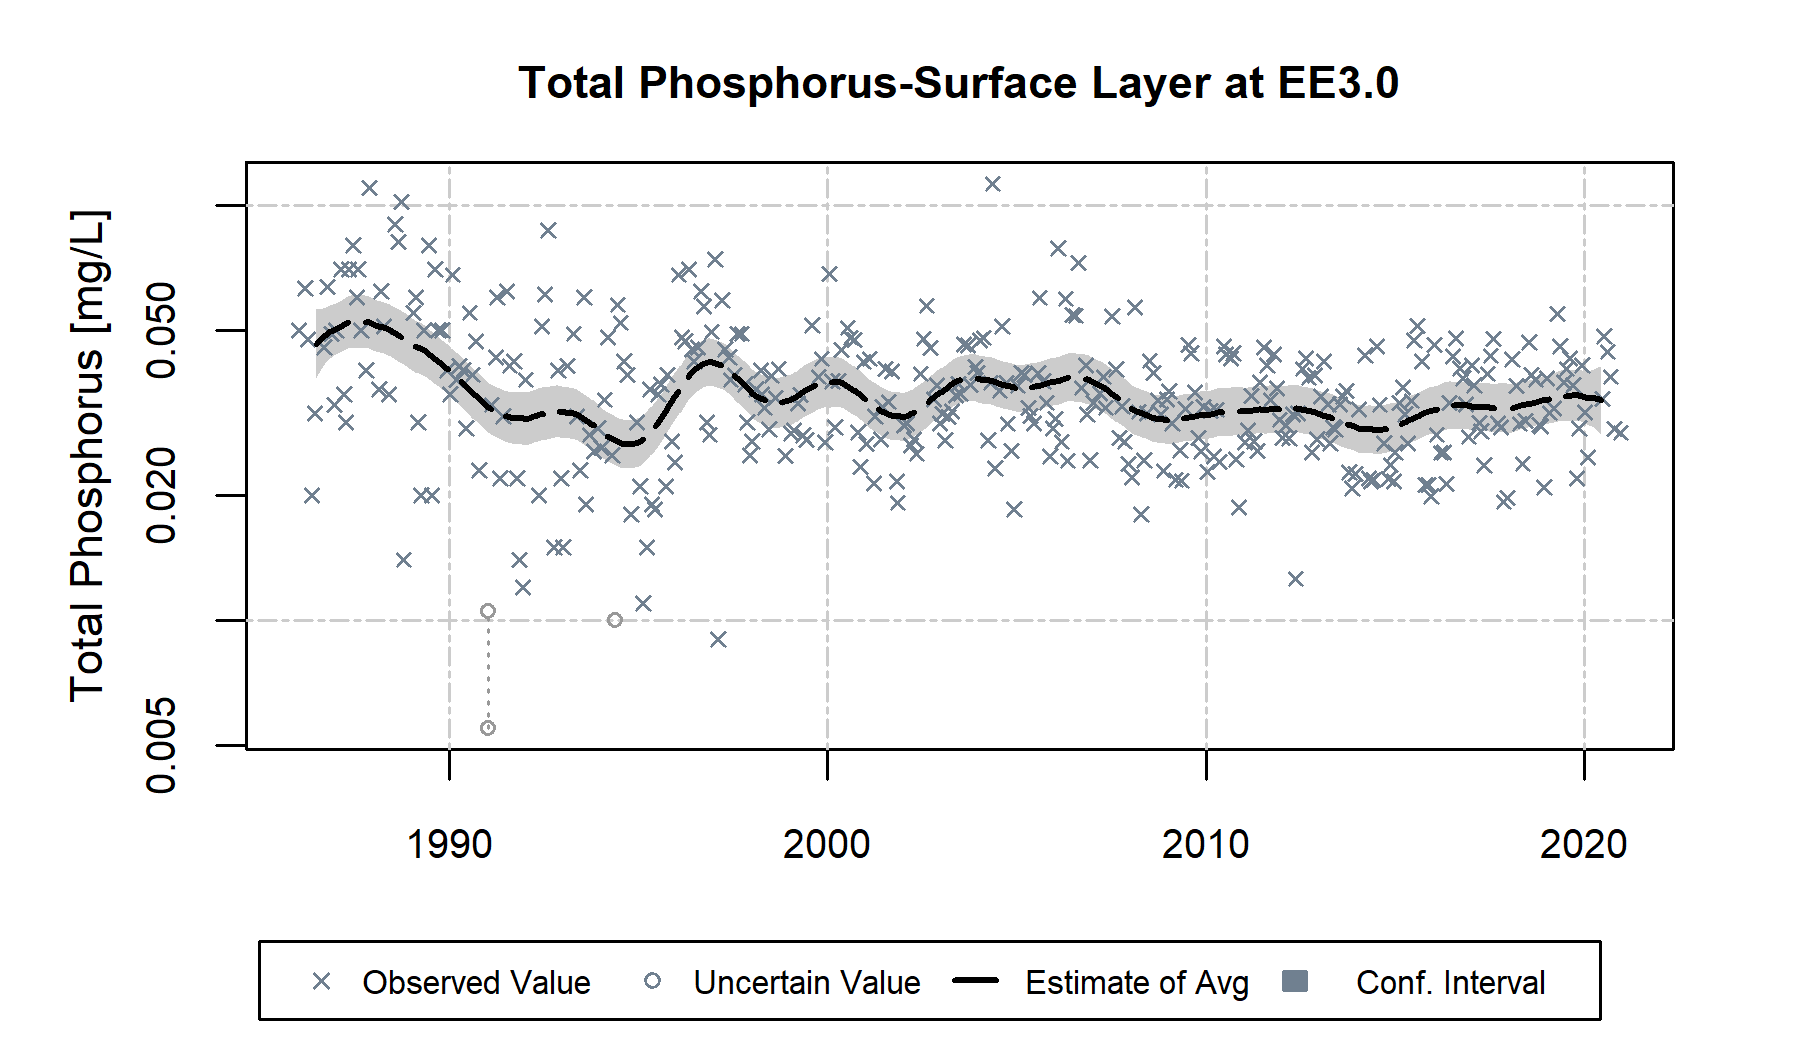 Total Phosphorus-Surface Layer at EE3.0
Total Phosphorus [mg/L]
0.050
0.020
0.005
1990 2000 2010 2020
Observed Value Uncertain Value Estimate of Avg Conf. Interval